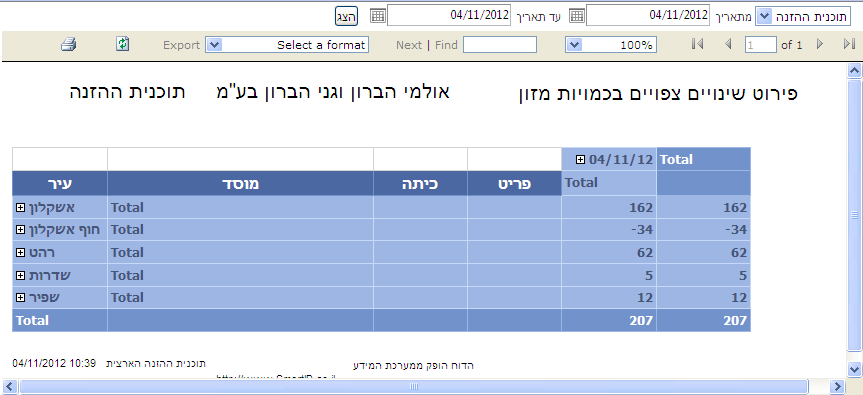 תוכנית ההזנה מתאריך 04/11/2012 עד תאריך 04/11/2012 הצג
Export Select a format Next | Find 100% 1 of 1
פירוט שינויים צפויים בכמויות מזון אולמי הברון וגני הברון בע"מ תוכנית ההזנה
04/11/12 Total
עיר מוסד כיתה פריט Total
אשקלון Total 162 162
חוף אשקלון Total -34 -34
רהט Total 62 62
שדרות Total 5 5
שפיר Total 12 12
Total 207 207
הדוח הופק ממערכת המידע תוכנית ההזנה הארצית 04/11/2012 10:39